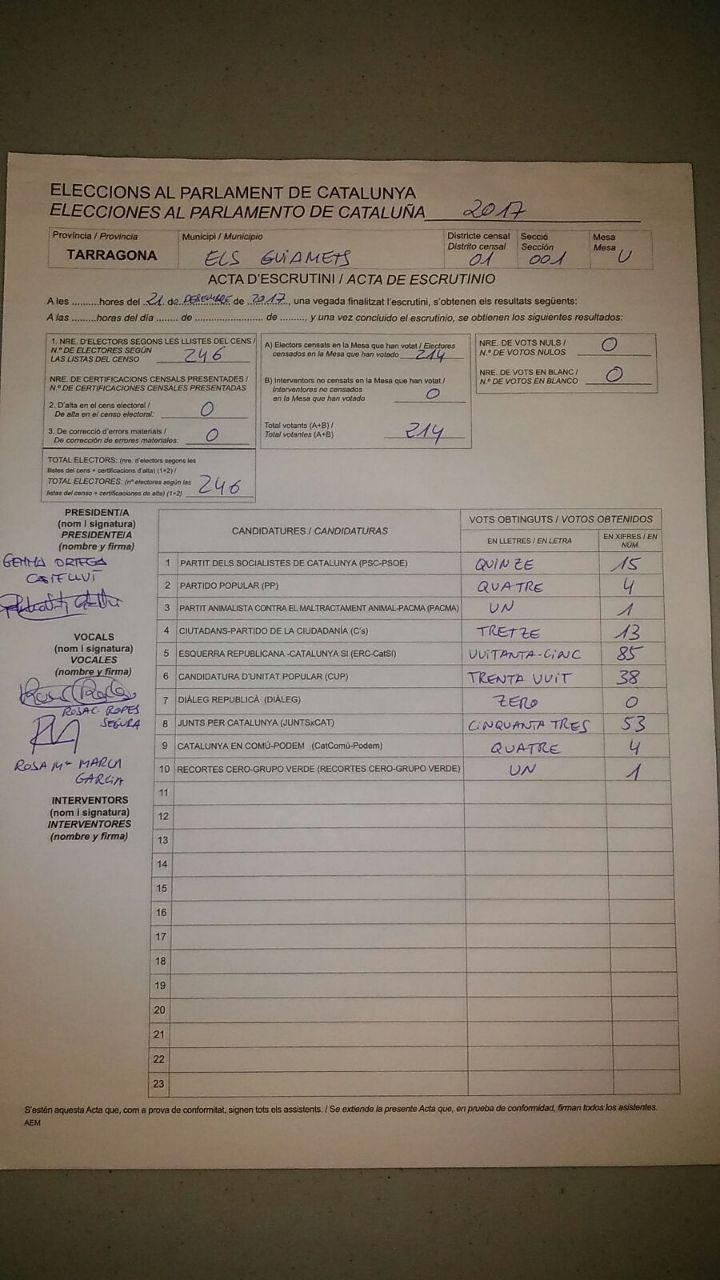 ELECCIONS AL PARLAMENT DE CATALUNYA
ELECCIONES AL PARLAMENTO DE CATALUÑA 2017
Província / Provincia
TARRAGONA
Municipi / Municipio
ELS GUIAMETS
Districte censal
Distrito censal
01
Secció
Sección
001
Mesa
Mesa
U
ACTA D'ESCRUTINI / ACTA DE ESCRUTINIO
A les ..........hores del 21 de DESEMBRE de 2017, una vegada finalitzat l'escrutini, s'obtenen els resultats següents:
A las .........horas del día ........ de ........................ de ........., y una vez concluido el escrutinio, se obtienen los siguientes resultados:
1. NRE. D'ELECTORS SEGONS LES LLISTES DEL CENS /
N.º DE ELECTORES SEGÚN
LAS LISTAS DEL CENSO 246
NRE. DE CERTIFICACIONS CENSALS PRESENTADES /
N.º DE CERTIFICACIONES CENSALES PRESENTADAS
2. D'alta en el cens electoral /
De alta en el censo electoral: 0
3. De correcció d'errors materials /
De corrección de errores materiales: 0
TOTAL ELECTORS: (nre. d'electors segons les
llistes del cens + certificacions d'alta) (1+2) /
TOTAL ELECTORES: (nº electores según las
listas del censo + certificaciones de alta) (1+2) 246
A) Electors censats en la Mesa que han votat / Electores
censados en la Mesa que han votado 214
B) Interventors no censats en la Mesa que han votat /
Interventores no censados
en la Mesa que han votado 0
Total votants (A+B) /
Total votantes (A+B) 214
NRE. DE VOTS NULS /
N.º DE VOTOS NULOS 0
NRE. DE VOTS EN BLANC /
N.º DE VOTOS EN BLANCO 0
PRESIDENT/A
(nom i signatura)
PRESIDENTE/A
(nombre y firma)
GEMMA ORTEGA
CASTELLVÍ
VOCALS
(nom i signatura)
VOCALES
(nombre y firma)
ROSA C. ROPES
SEGURA
ROSA Mª MARCH
GARCIA
INTERVENTORS
(nom i signatura)
INTERVENTORES
(nombre y firma)
CANDIDATURES / CANDIDATURAS
VOTS OBTINGUTS / VOTOS OBTENIDOS
EN LLETRES / EN LETRA
EN XIFRES / EN NÚM.
1 PARTIT DELS SOCIALISTES DE CATALUNYA (PSC-PSOE) QUINZE 15
2 PARTIDO POPULAR (PP) QUATRE 4
3 PARTIT ANIMALISTA CONTRA EL MALTRACTAMENT ANIMAL-PACMA (PACMA) UN 1
4 CIUTADANS-PARTIDO DE LA CIUDADANÍA (C's) TRETZE 13
5 ESQUERRA REPUBLICANA -CATALUNYA SI (ERC-CatSI) VUITANTA-CINC 85
6 CANDIDATURA D'UNITAT POPULAR (CUP) TRENTA VUIT 38
7 DIÀLEG REPUBLICÀ (DIÀLEG) ZERO 0
8 JUNTS PER CATALUNYA (JUNTSxCAT) CINQUANTA TRES 53
9 CATALUNYA EN COMÚ-PODEM (CatComú-Podem) QUATRE 4
10 RECORTES CERO-GRUPO VERDE (RECORTES CERO-GRUPO VERDE) UN 1
11
12
13
14
15
16
17
18
19
20
21
22
23
S'estén aquesta Acta que, com a prova de conformitat, signen tots els assistents. / Se extiende la presente Acta que, en prueba de conformidad, firman todos los asistentes.
AEM